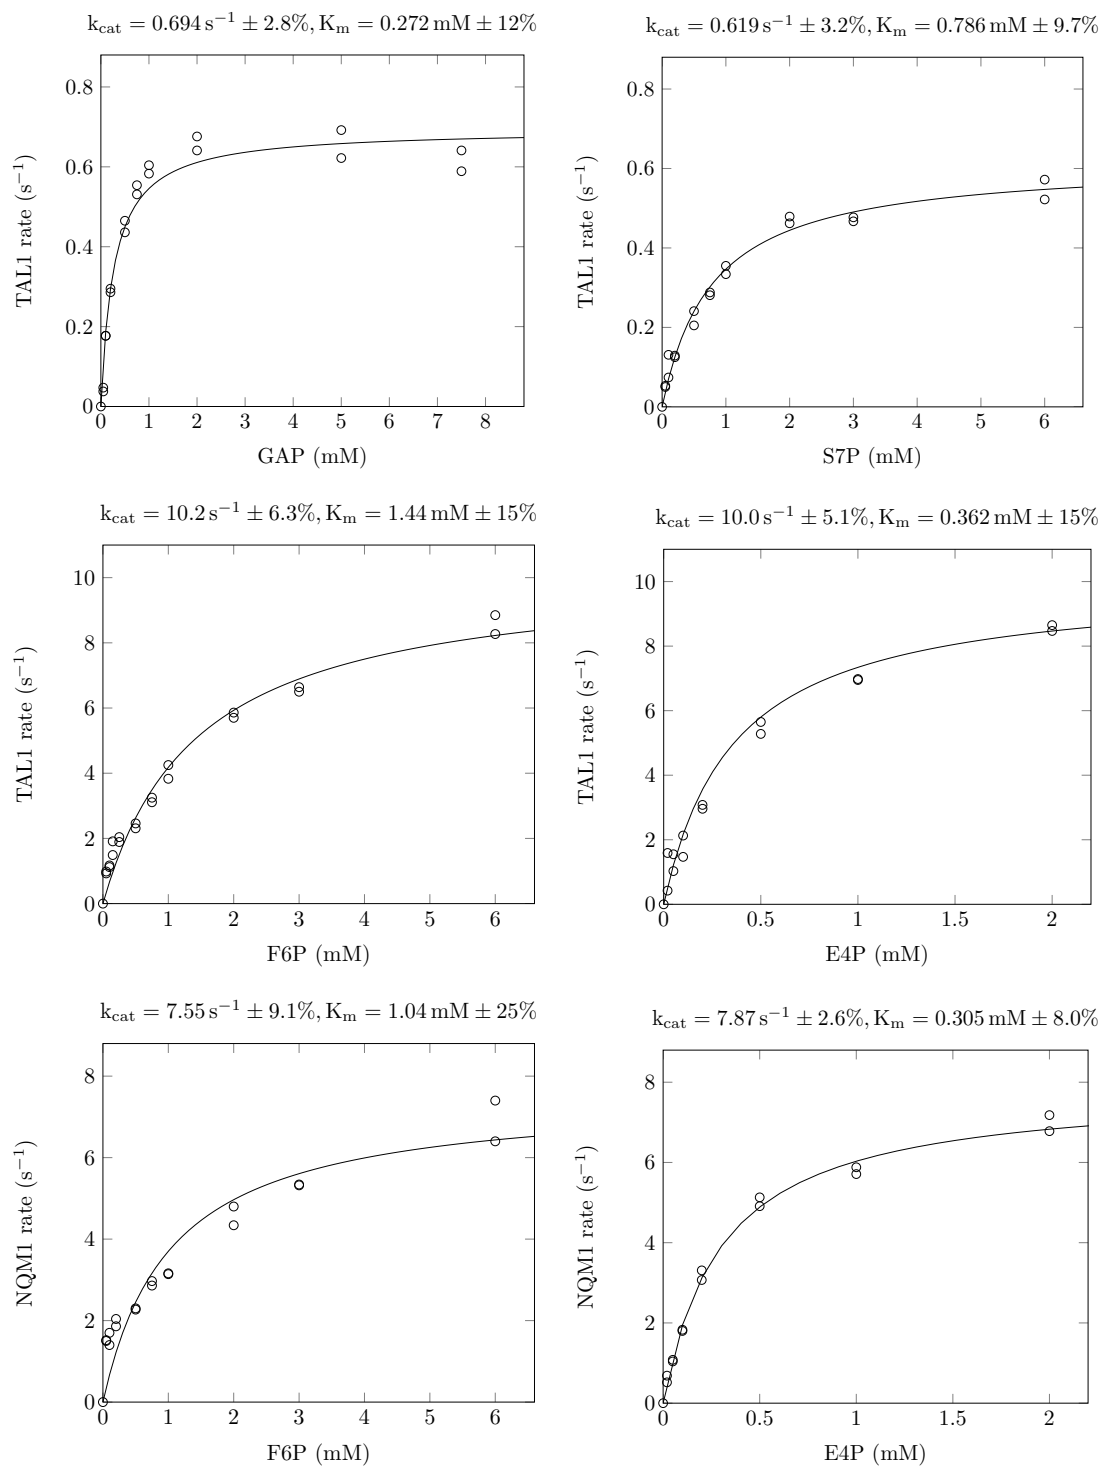 k_cat = 0.694 s⁻¹ ± 2.8%, K_m = 0.272 mM ± 12%
TAL1 rate (s⁻¹)
0.8
0.6
0.4
0.2
0
0 1 2 3 4 5 6 7 8
GAP (mM)
k_cat = 0.619 s⁻¹ ± 3.2%, K_m = 0.786 mM ± 9.7%
TAL1 rate (s⁻¹)
0.8
0.6
0.4
0.2
0
0 1 2 3 4 5 6
S7P (mM)
k_cat = 10.2 s⁻¹ ± 6.3%, K_m = 1.44 mM ± 15%
TAL1 rate (s⁻¹)
10
8
6
4
2
0
0 1 2 3 4 5 6
F6P (mM)
k_cat = 10.0 s⁻¹ ± 5.1%, K_m = 0.362 mM ± 15%
TAL1 rate (s⁻¹)
10
8
6
4
2
0
0 0.5 1 1.5 2
E4P (mM)
k_cat = 7.55 s⁻¹ ± 9.1%, K_m = 1.04 mM ± 25%
NQM1 rate (s⁻¹)
8
6
4
2
0
0 1 2 3 4 5 6
F6P (mM)
k_cat = 7.87 s⁻¹ ± 2.6%, K_m = 0.305 mM ± 8.0%
NQM1 rate (s⁻¹)
8
6
4
2
0
0 0.5 1 1.5 2
E4P (mM)